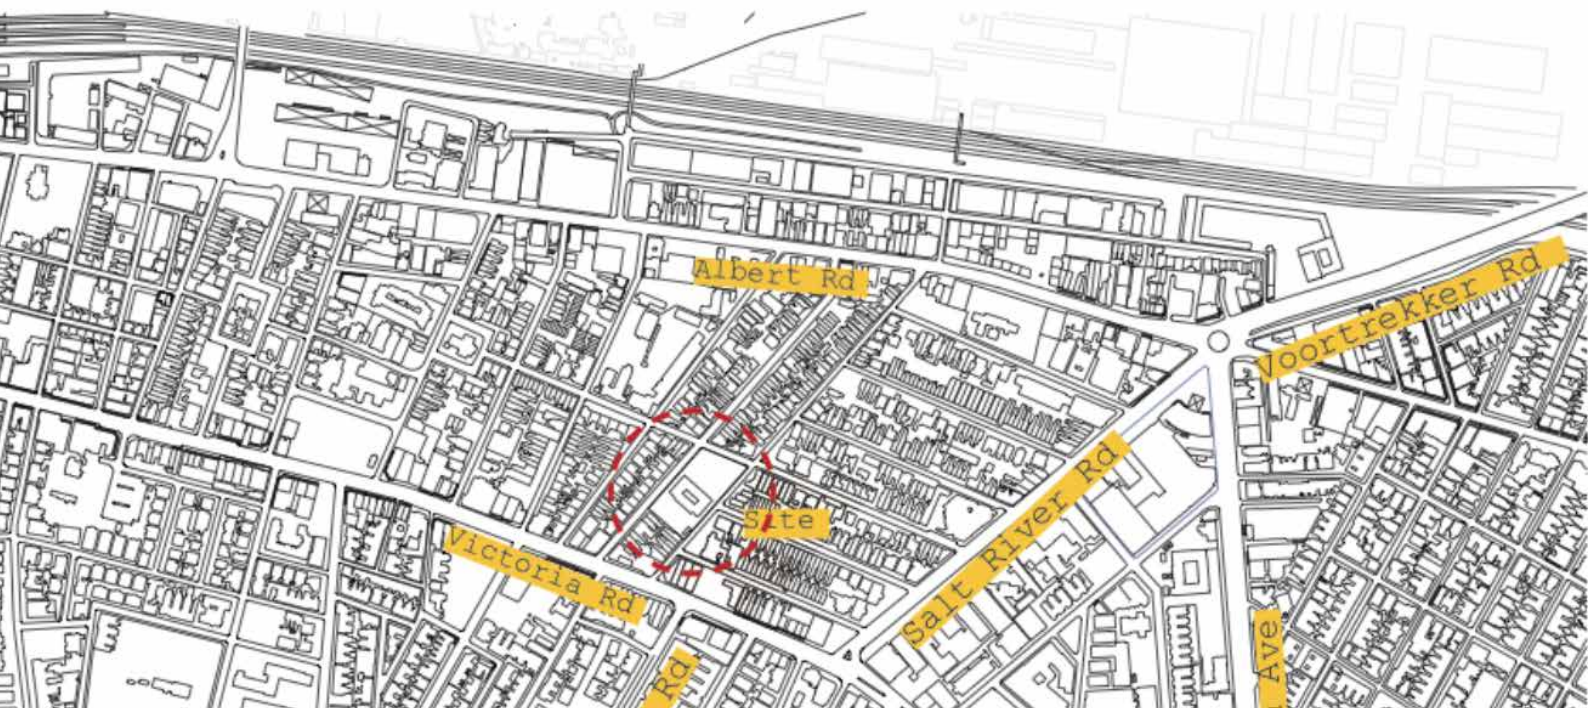 Albert Rd
Voortrekker Rd
Site
Salt River Rd
Victoria Rd
Rd
Ave